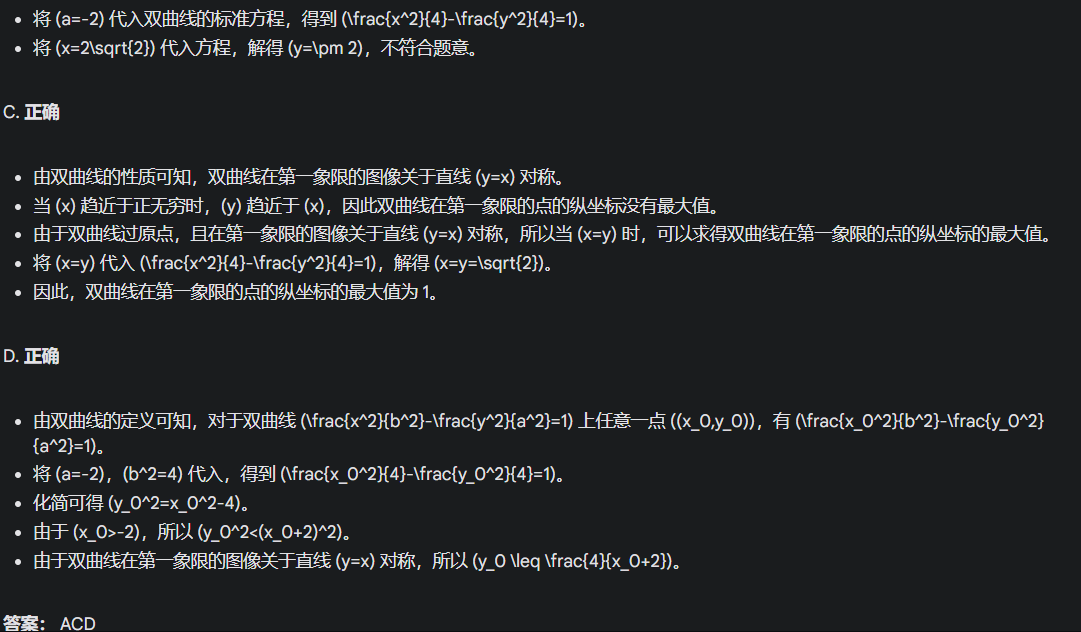 • 将 (a=-2) 代入双曲线的标准方程，得到 (\frac{x^2}{4}-\frac{y^2}{4}=1)。
• 将 (x=2\sqrt{2}) 代入方程，解得 (y=\pm 2)，不符合题意。
C. 正确
• 由双曲线的性质可知，双曲线在第一象限的图像关于直线 (y=x) 对称。
• 当 (x) 趋近于正无穷时，(y) 趋近于 (x)，因此双曲线在第一象限的点的纵坐标没有最大值。
• 由于双曲线过原点，且在第一象限的图像关于直线 (y=x) 对称，所以当 (x=y) 时，可以求得双曲线在第一象限的点的纵坐标的最大值。
• 将 (x=y) 代入 (\frac{x^2}{4}-\frac{y^2}{4}=1)，解得 (x=y=\sqrt{2})。
• 因此，双曲线在第一象限的点的纵坐标的最大值为 1。
D. 正确
• 由双曲线的定义可知，对于双曲线 (\frac{x^2}{b^2}-\frac{y^2}{a^2}=1) 上任意一点 ((x_0,y_0))，有 (\frac{x_0^2}{b^2}-\frac{y_0^2}
{a^2}=1)。
• 将 (a=-2)，(b^2=4) 代入，得到 (\frac{x_0^2}{4}-\frac{y_0^2}{4}=1)。
• 化简可得 (y_0^2=x_0^2-4)。
• 由于 (x_0>-2)，所以 (y_0^2<(x_0+2)^2)。
• 由于双曲线在第一象限的图像关于直线 (y=x) 对称，所以 (y_0 \leq \frac{4}{x_0+2})。
答案： ACD